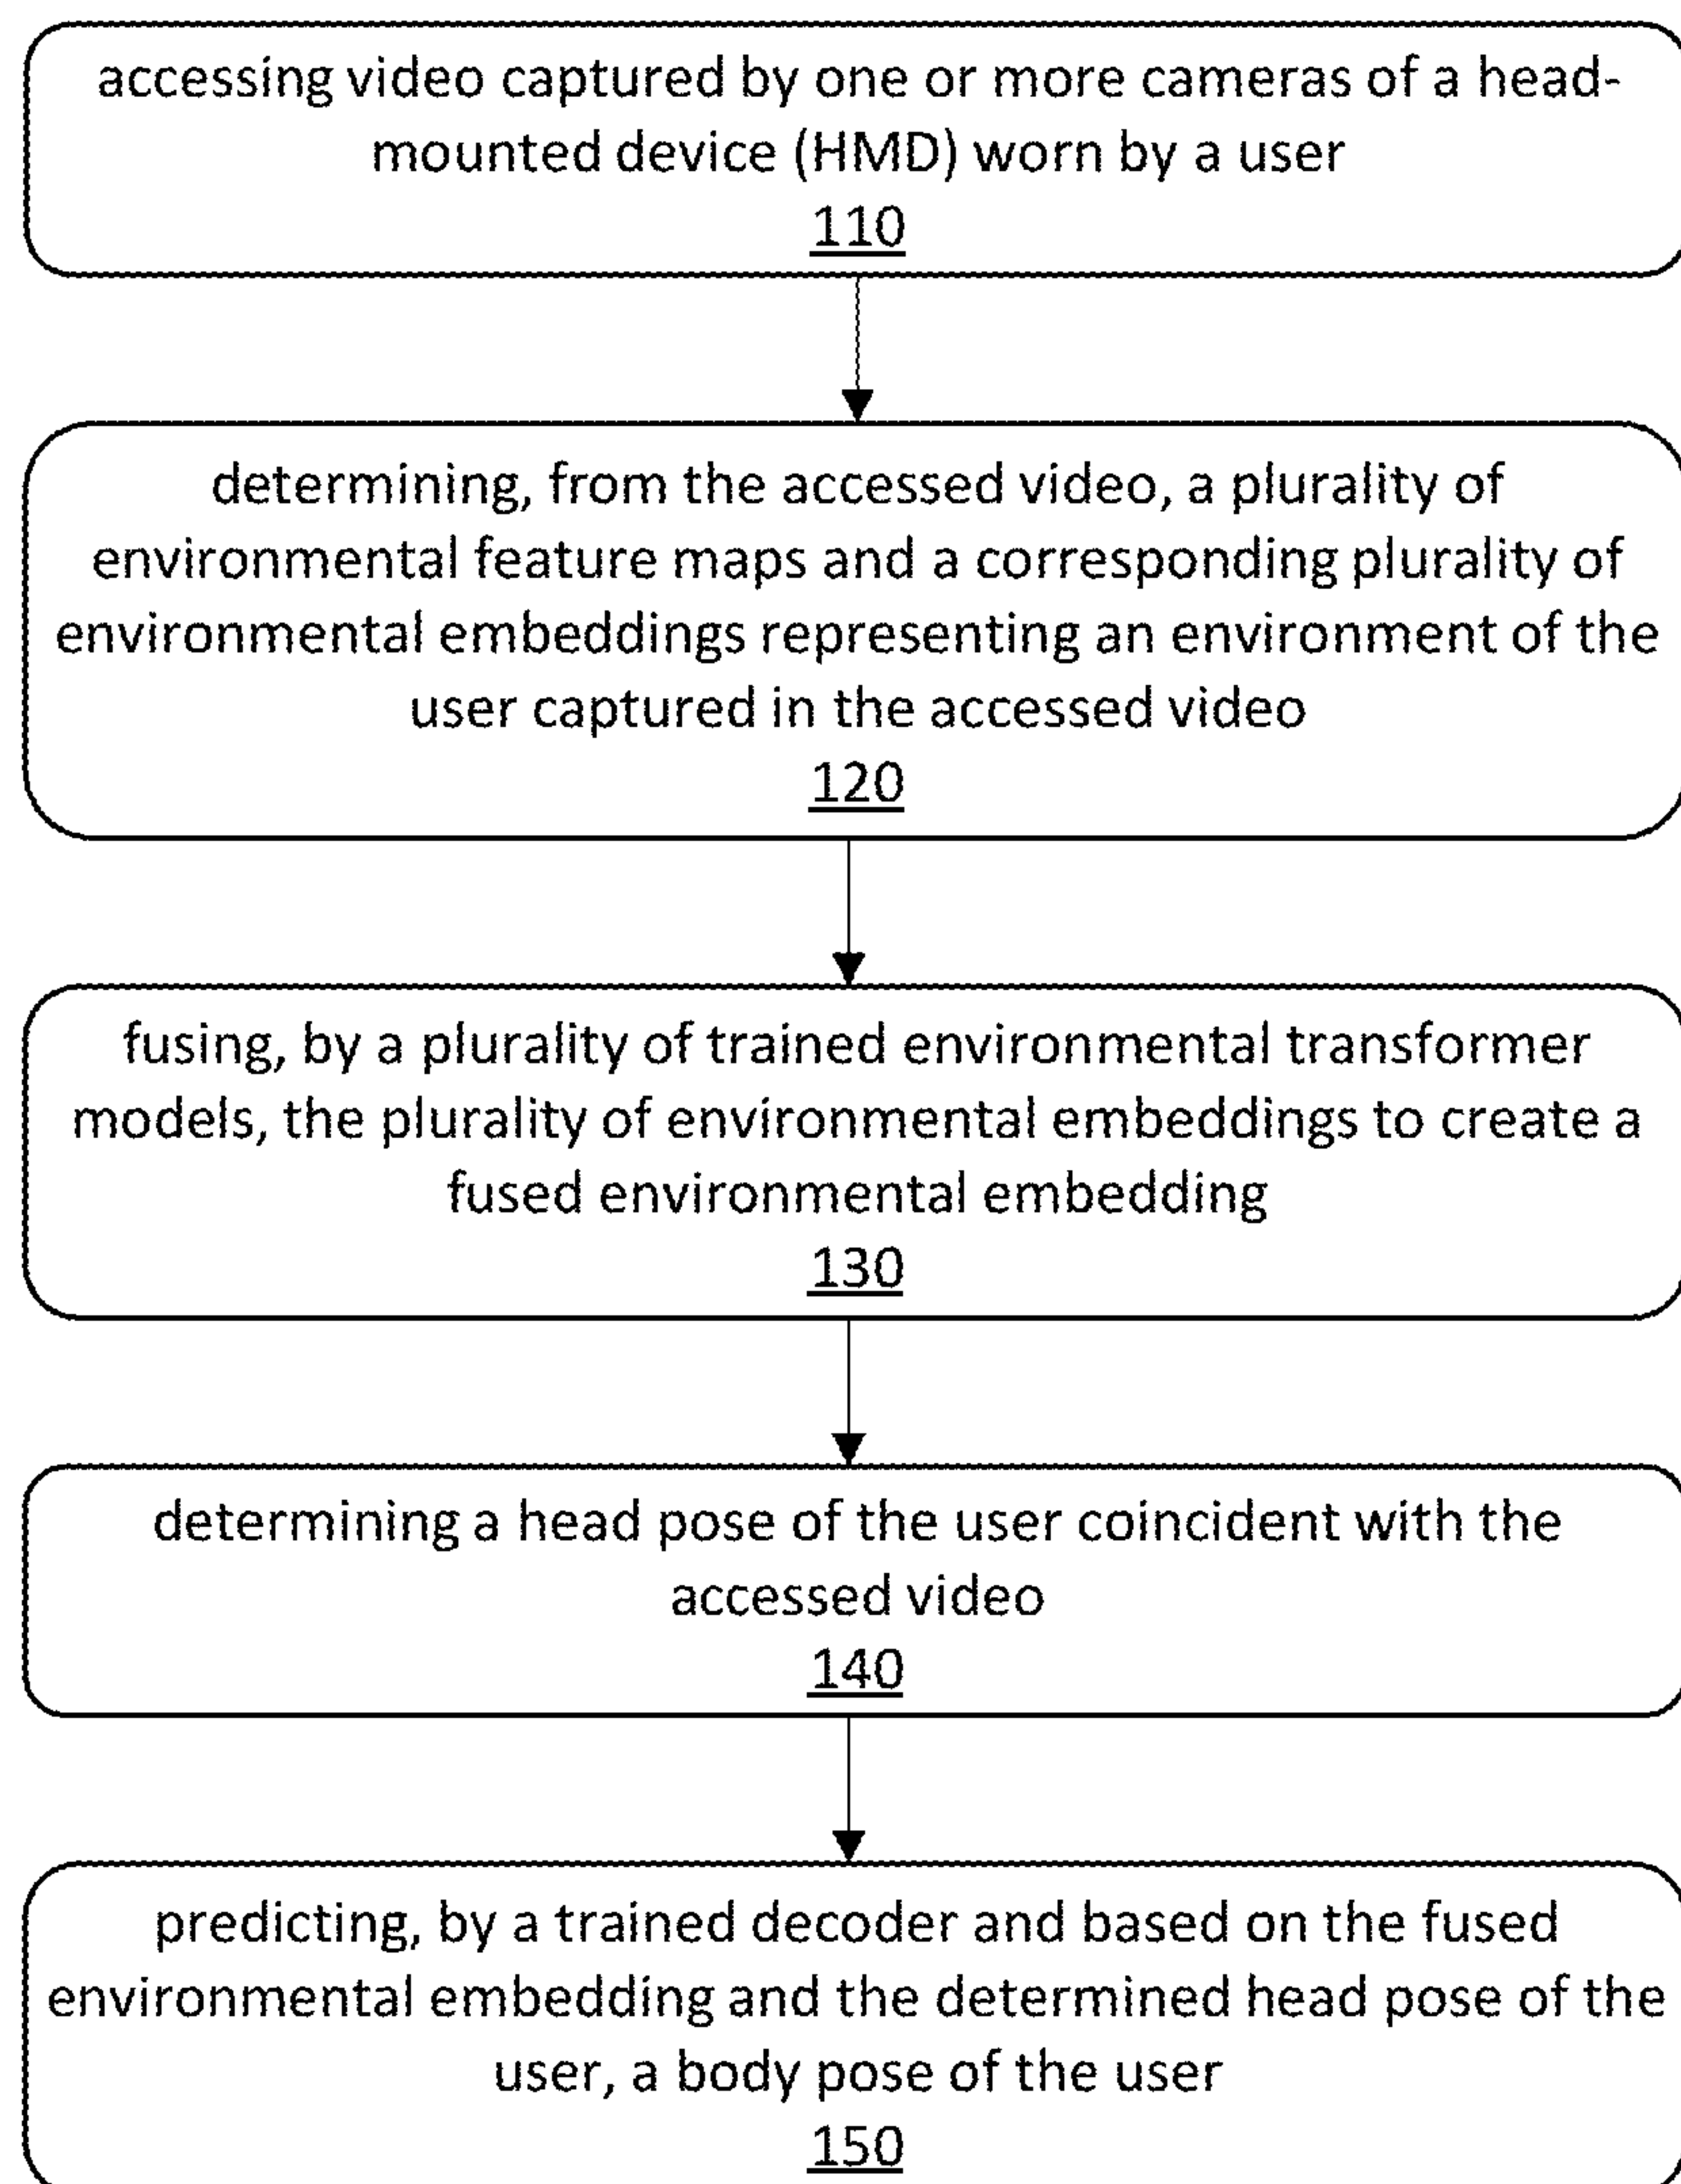 accessing video captured by one or more cameras of a head-
mounted device (HMD) worn by a user
110
determining, from the accessed video, a plurality of
environmental feature maps and a corresponding plurality of
environmental embeddings representing an environment of the
user captured in the accessed video
120
fusing, by a plurality of trained environmental transformer
models, the plurality of environmental embeddings to create a
fused environmental embedding
130
determining a head pose of the user coincident with the
accessed video
140
predicting, by a trained decoder and based on the fused
environmental embedding and the determined head pose of the
user, a body pose of the user
150